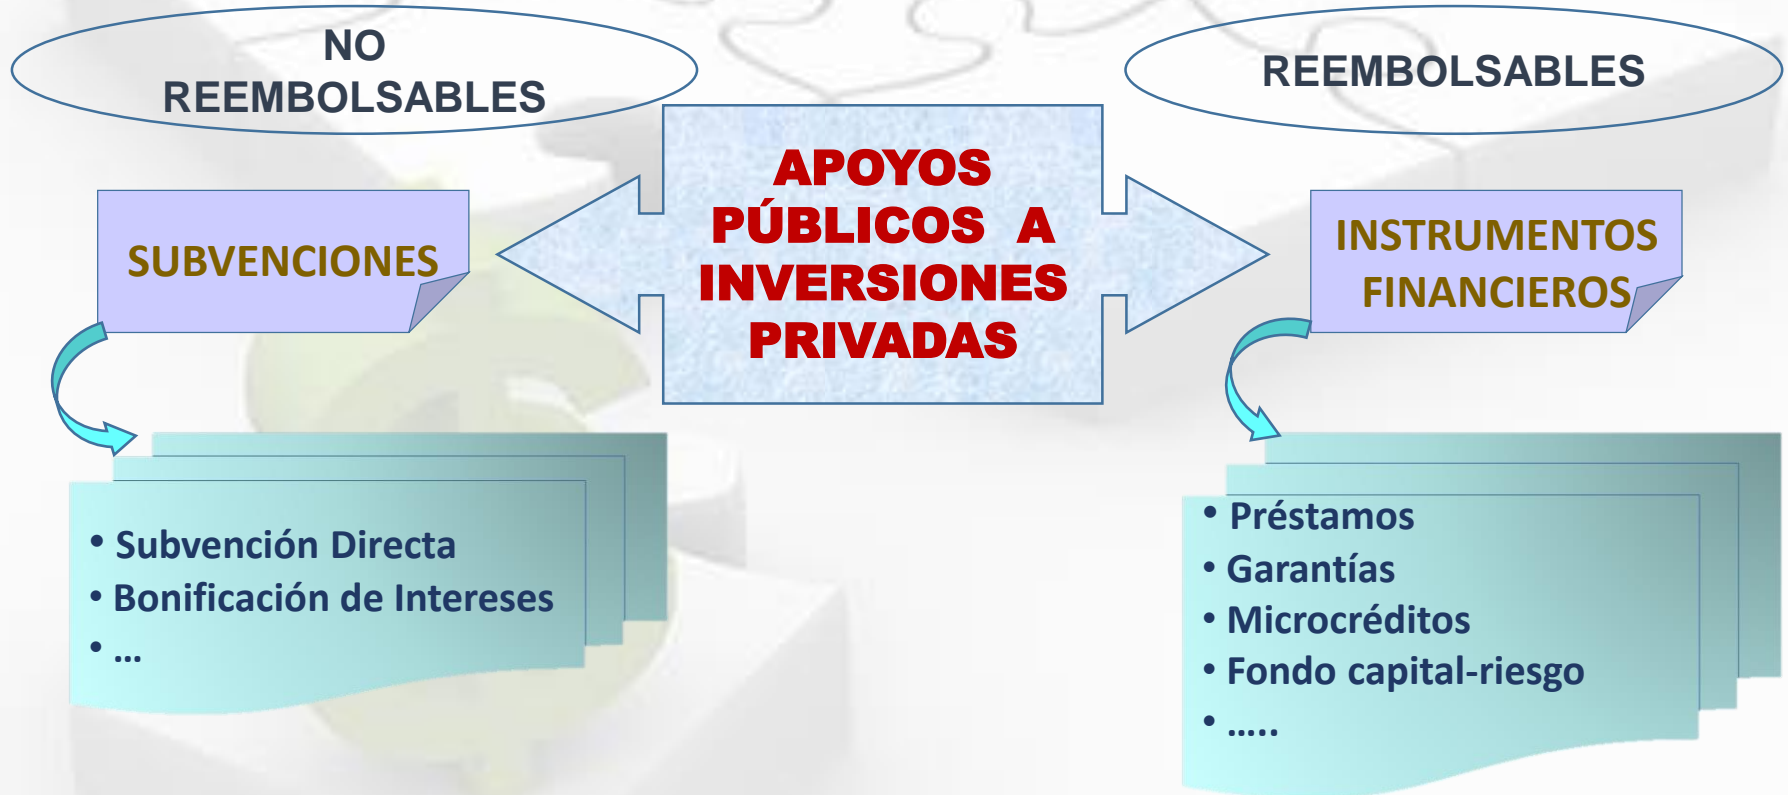 NO
REEMBOLSABLES
REEMBOLSABLES
APOYOS
PÚBLICOS A
INVERSIONES
PRIVADAS
SUBVENCIONES
INSTRUMENTOS
FINANCIEROS
• Subvención Directa
• Bonificación de Intereses
• ...
• Préstamos
• Garantías
• Microcréditos
• Fondo capital-riesgo
• .....